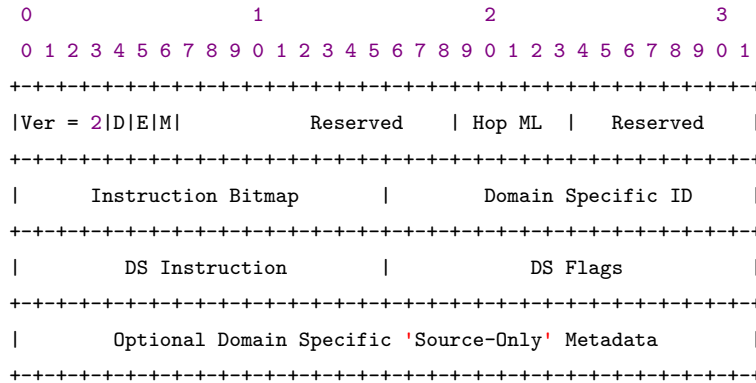 0                   1                   2                   3
0 1 2 3 4 5 6 7 8 9 0 1 2 3 4 5 6 7 8 9 0 1 2 3 4 5 6 7 8 9 0 1
+-+-+-+-+-+-+-+-+-+-+-+-+-+-+-+-+-+-+-+-+-+-+-+-+-+-+-+-+-+-+-+-
|Ver = 2|D|E|M|           Reserved    | Hop ML  |   Reserved    |
+-+-+-+-+-+-+-+-+-+-+-+-+-+-+-+-+-+-+-+-+-+-+-+-+-+-+-+-+-+-+-+-
|      Instruction Bitmap       |        Domain Specific ID     |
+-+-+-+-+-+-+-+-+-+-+-+-+-+-+-+-+-+-+-+-+-+-+-+-+-+-+-+-+-+-+-+-
|         DS Instruction        |            DS Flags           |
+-+-+-+-+-+-+-+-+-+-+-+-+-+-+-+-+-+-+-+-+-+-+-+-+-+-+-+-+-+-+-+-
|        Optional Domain Specific 'Source-Only' Metadata        |
+-+-+-+-+-+-+-+-+-+-+-+-+-+-+-+-+-+-+-+-+-+-+-+-+-+-+-+-+-+-+-+-